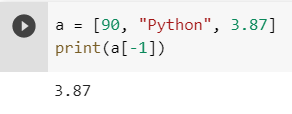 a = [90, "Python", 3.87]
print(a[-1])
3.87